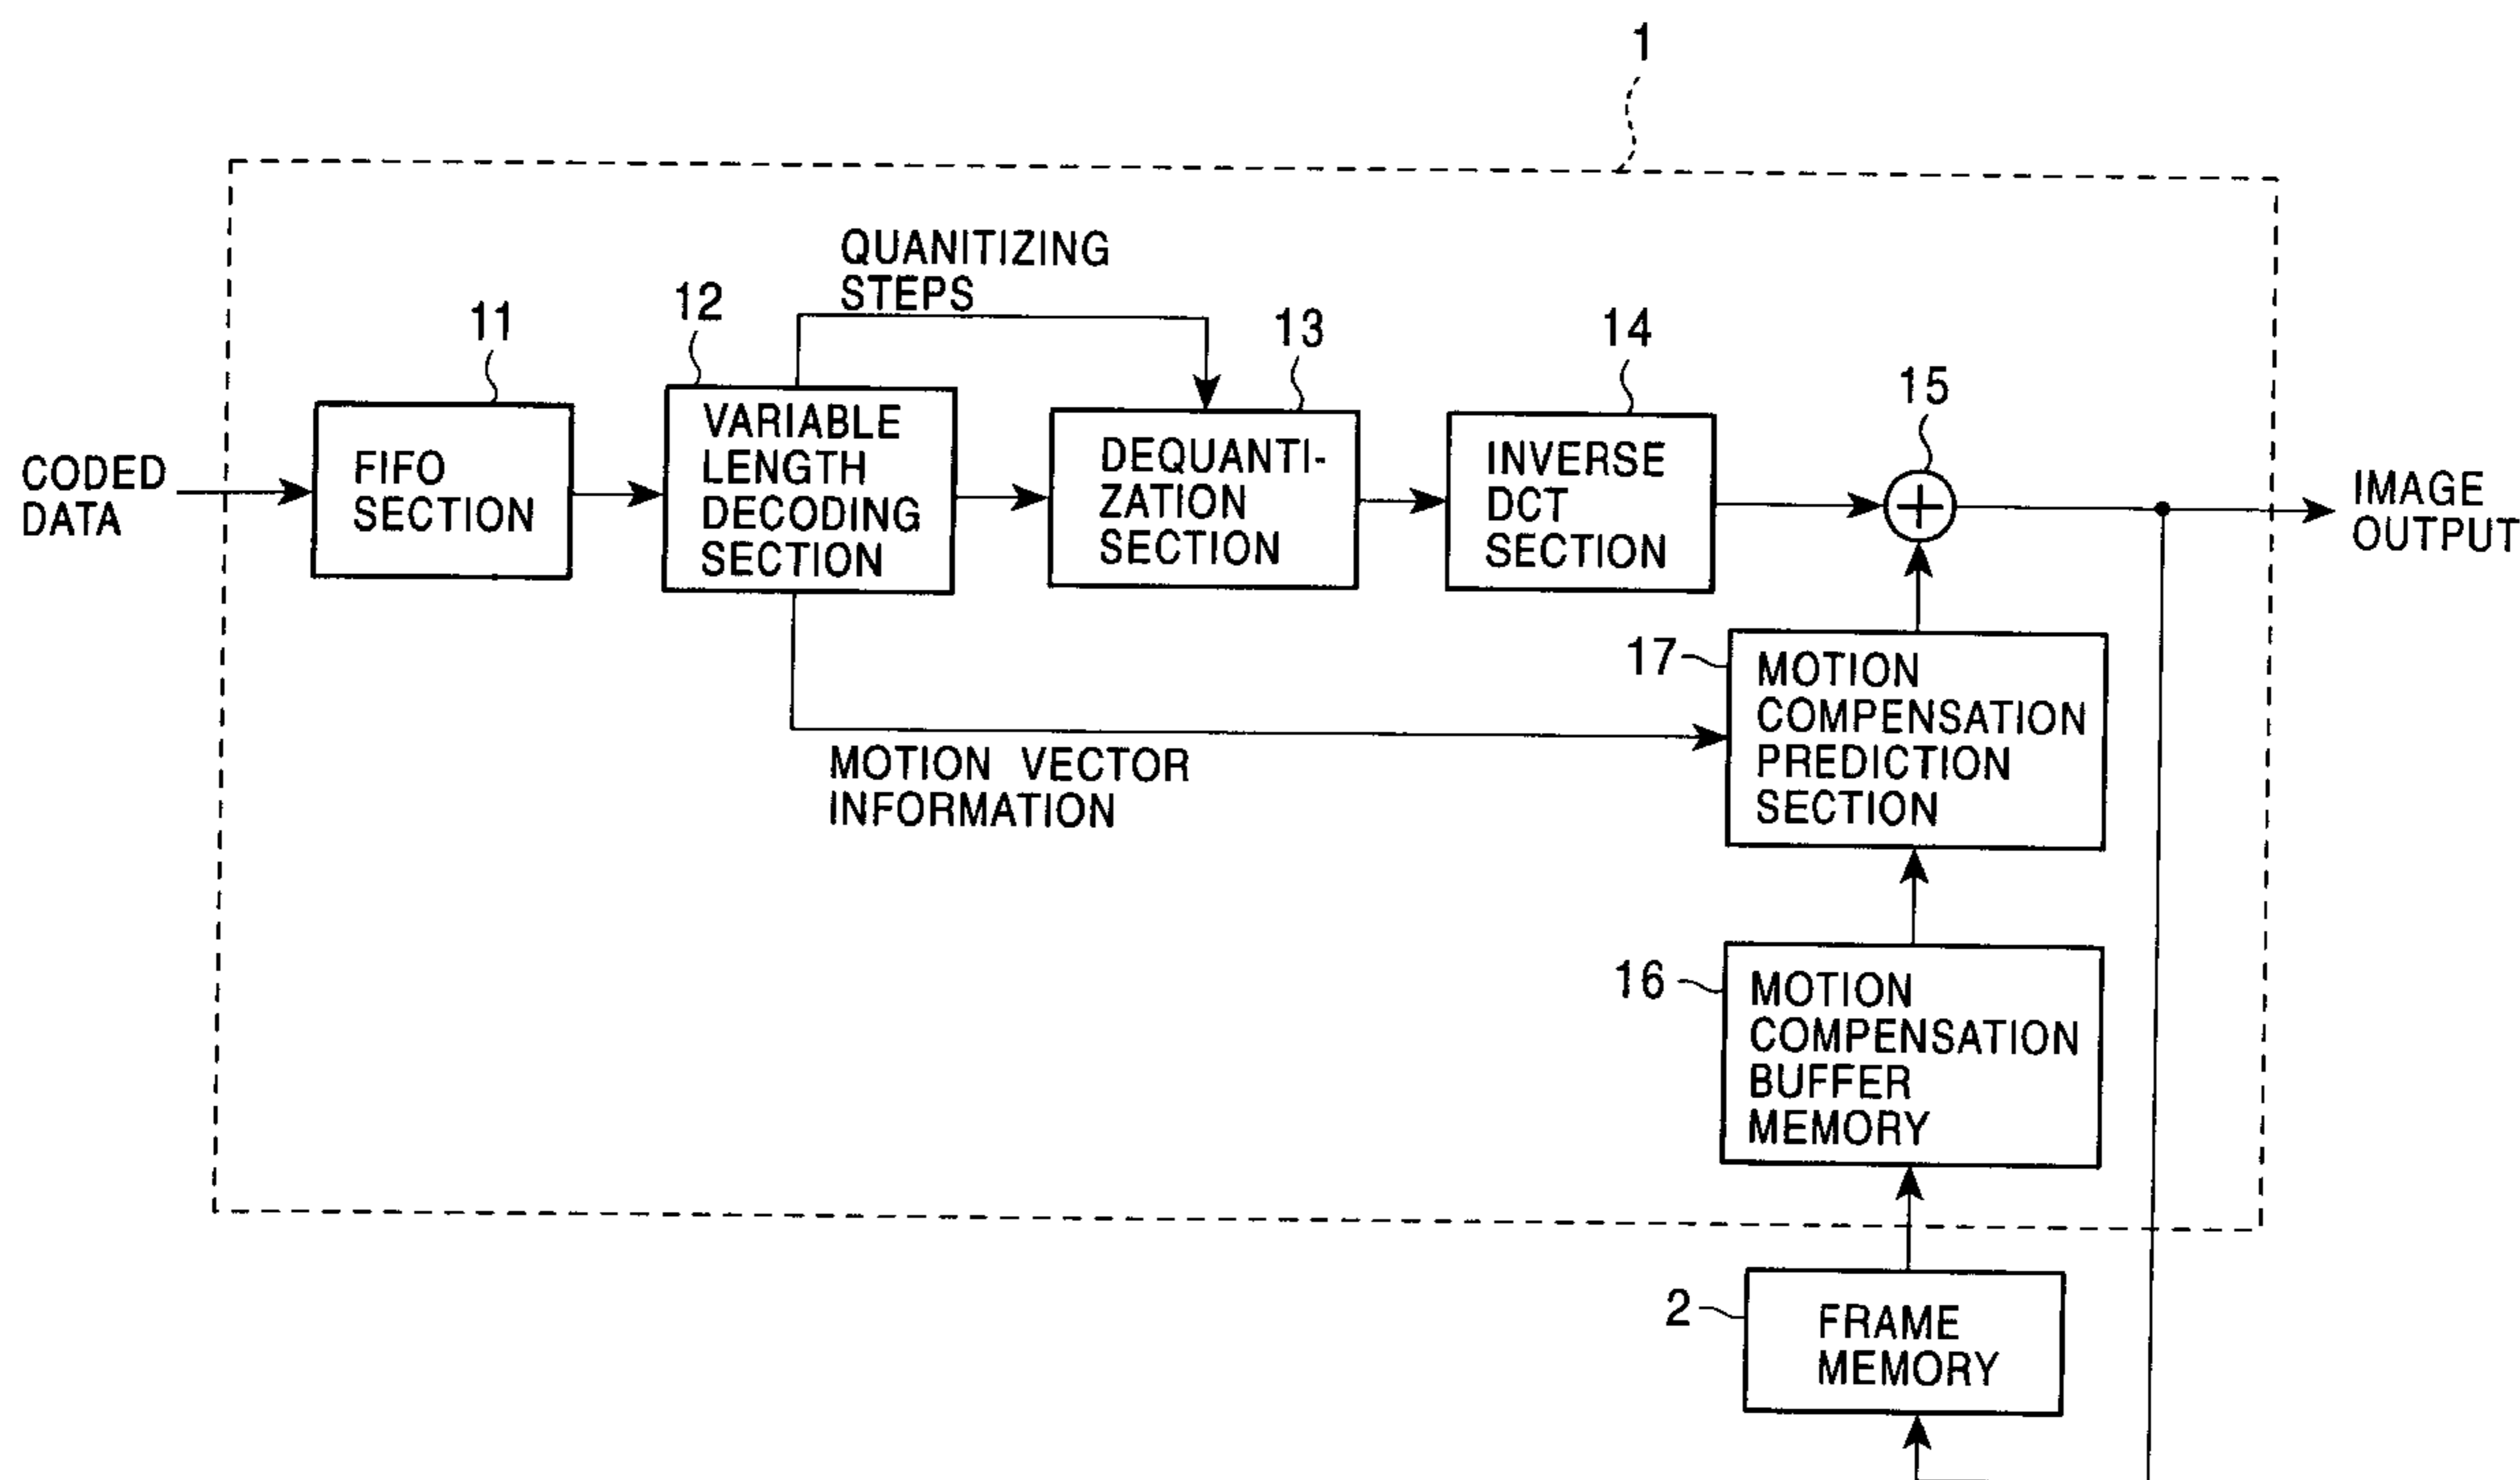 1
QUANITIZING
STEPS
11
12
13
14
15
CODED
DATA
FIFO
SECTION
VARIABLE
LENGTH
DECODING
SECTION
DEQUANTI-
ZATION
SECTION
INVERSE
DCT
SECTION
IMAGE
OUTPUT
17
MOTION
COMPENSATION
PREDICTION
SECTION
MOTION VECTOR
INFORMATION
16
MOTION
COMPENSATION
BUFFER
MEMORY
2
FRAME
MEMORY